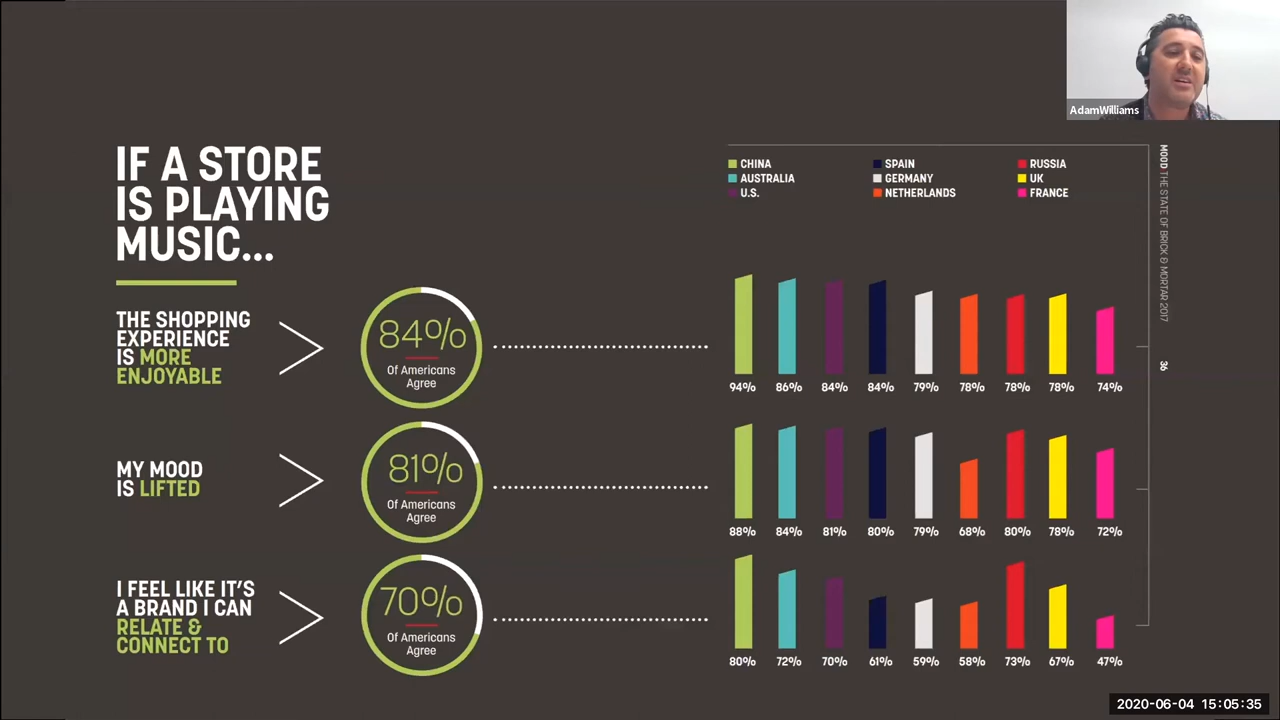 AdamWilliams
IF A STORE
IS PLAYING
MUSIC...
CHINA
SPAIN
RUSSIA
AUSTRALIA
GERMANY
UK
U.S.
NETHERLANDS
FRANCE
MOOD THE STATE OF BRICK & MORTAR 2017
36
THE SHOPPING
EXPERIENCE
IS MORE
ENJOYABLE
84%
Of Americans
Agree
94% 86% 84% 84% 79% 78% 78% 78% 74%
MY MOOD
IS LIFTED
81%
Of Americans
Agree
88% 84% 81% 80% 79% 68% 80% 78% 72%
I FEEL LIKE IT'S
A BRAND I CAN
RELATE &
CONNECT TO
70%
Of Americans
Agree
80% 72% 70% 61% 59% 58% 73% 67% 47%
2020-06-04 15:05:35